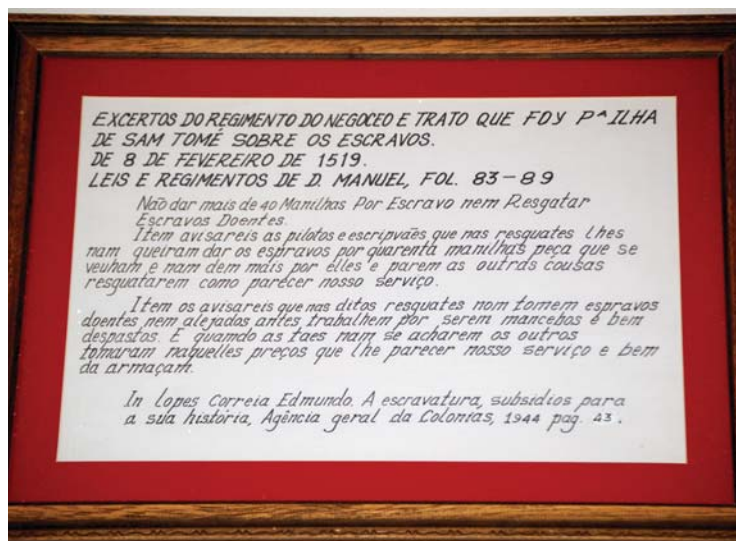 EXCERTOS DO REGIMENTO DO NEGOCEO E TRATO QUE FOY Pᴬ ILHA
DE SAM TOMÉ SOBRE OS ESCRAVOS.
DE 8 DE FEVEREIRO DE 1519.
LEIS E REGIMENTOS DE D. MANUEL, FOL. 83-89
Não dar mais de 40 Manilhas Por Escravo nem Resgatar
Escravos Doentes.
Item avisareis as pilotos e escripvães que nas resguates lhes
nam queiram dar os espravos por quarenta manilhas peça que se
veuham e nam dem mais por elles e parem as outras cousas
resguatarem como parecer nosso serviço.
Item os avisareis que nas ditos resguates nom tomem espravos
doentes nem alejados antes trabalhem por serem mancebos e bem
despastos. E quamdo as taes nam se acharem os outros
tomaram naquelles preços que lhe parecer nosso serviço e bem
da armaçam.
In Lopes Correia Edmundo. A escravatura, subsidios para
a sua história, Agência geral da Colonias, 1944 pag. 43.